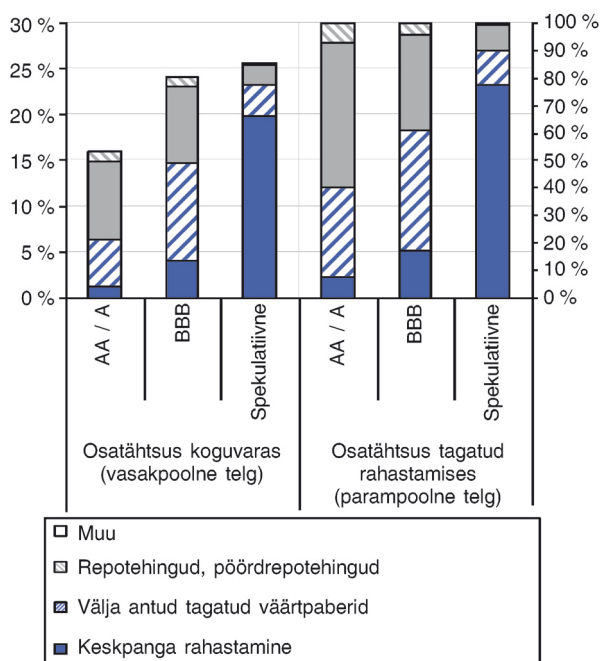 30 %
25 %
20 %
15 %
10 %
5 %
0 %
100 %
90 %
80 %
70 %
60 %
50 %
40 %
30 %
20 %
10 %
0 %
AA / A
BBB
Spekulatiivne
AA / A
BBB
Spekulatiivne
Osatähtsus koguvaras
(vasakpoolne telg)
Osatähtsus tagatud
rahastamises
(parampoolne telg)
Muu
Repotehingud, pöördrepotehingud
Välja antud tagatud väärtpaberid
Keskpanga rahastamine